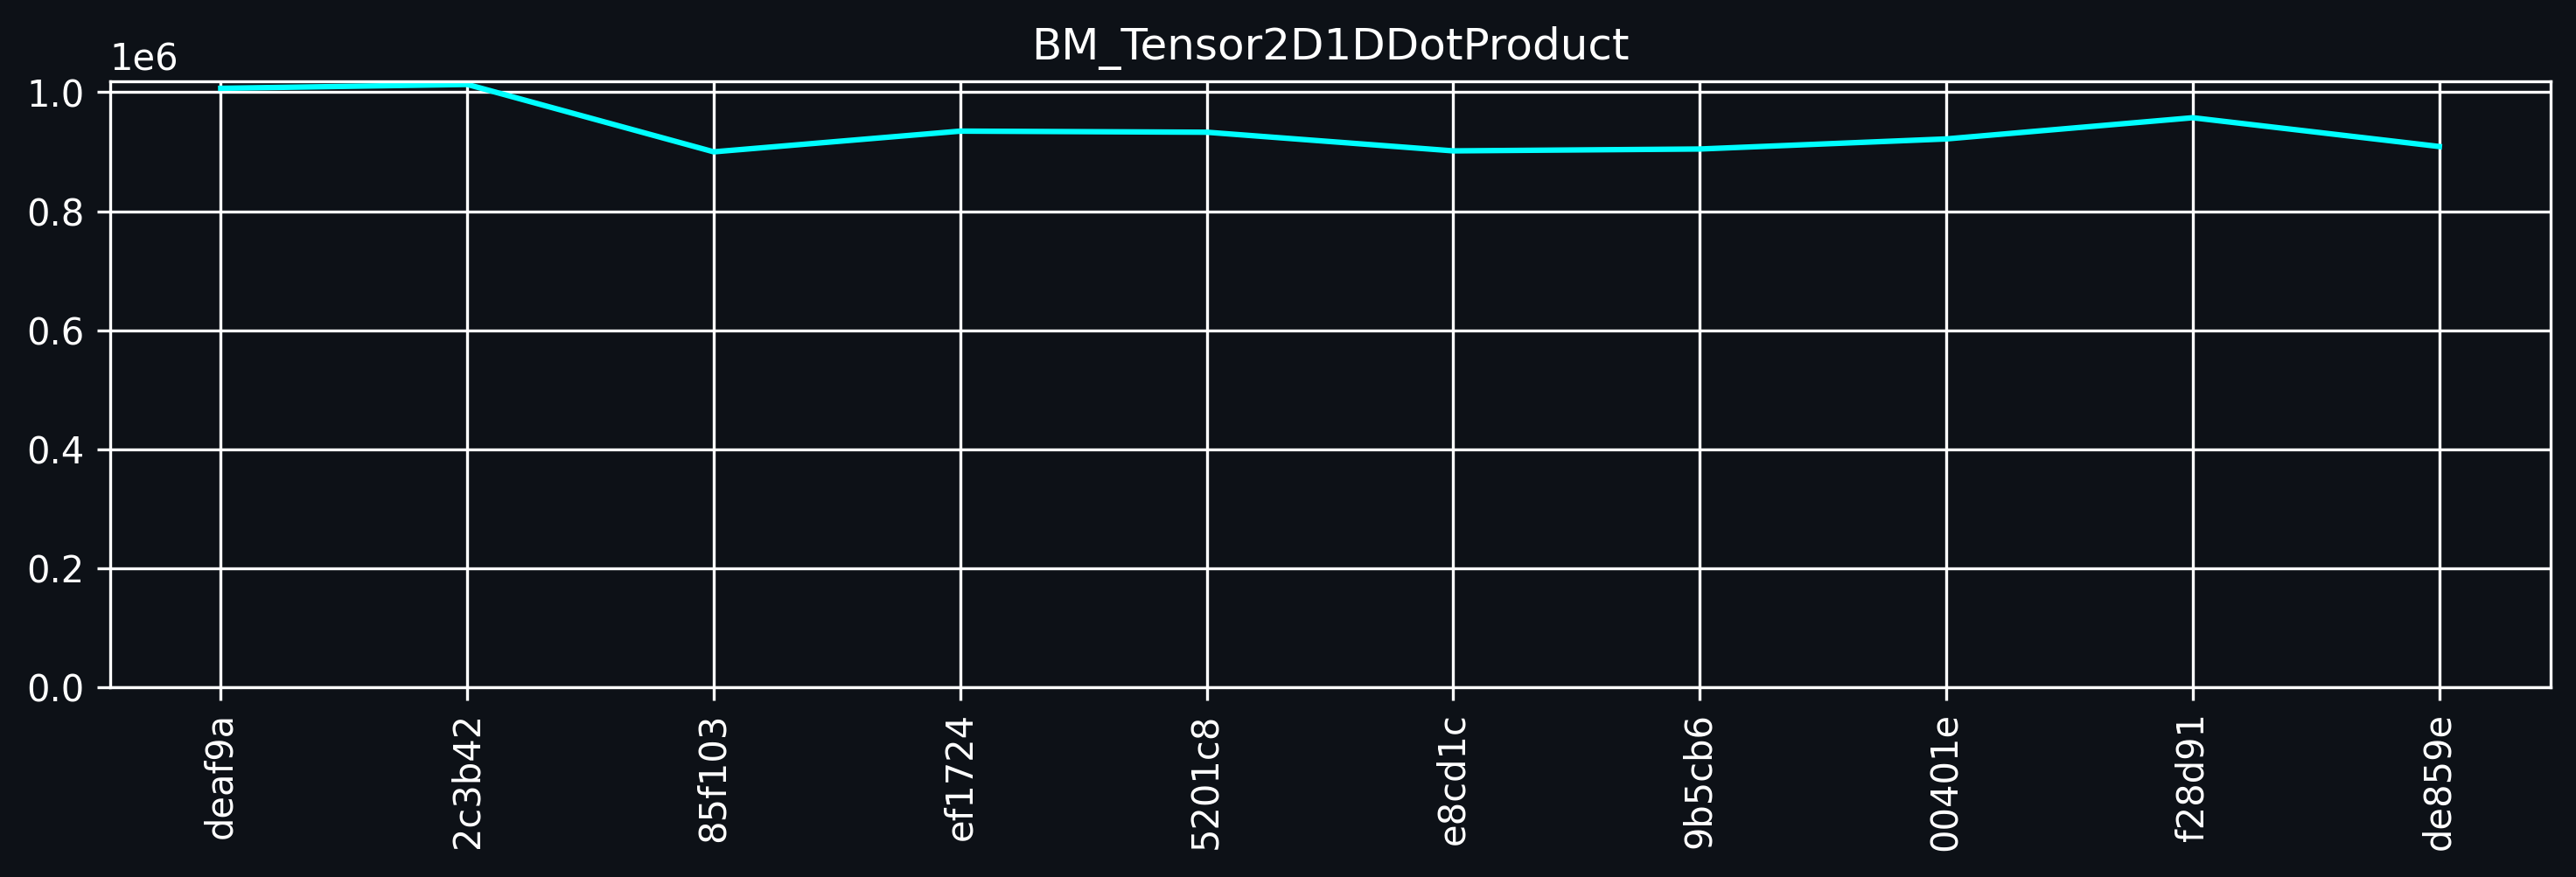 BM_Tensor2D1DDotProduct
1e6
1.0
0.8
0.6
0.4
0.2
0.0
deaf9a
2c3b42
85f103
ef1724
5201c8
e8cd1c
9b5cb6
00401e
f28d91
de859e